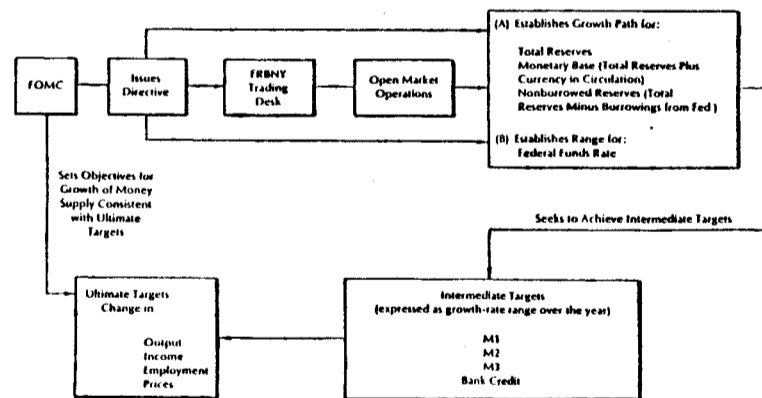 FOMC
Issues
Directive
FRBNY
Trading
Desk
Open Market
Operations
(A) Establishes Growth Path for:
Total Reserves
Monetary Base (Total Reserves Plus
Currency in Circulation)
Nonborrowed Reserves (Total
Reserves Minus Borrowings from Fed)
(B) Establishes Range for:
Federal Funds Rate
Sets Objectives for
Growth of Money
Supply Consistent
with Ultimate
Targets
Seeks to Achieve Intermediate Targets
Ultimate Targets
Change in
Output
Income
Employment
Prices
Intermediate Targets
(expressed as growth-rate range over the year)
M1
M2
M3
Bank Credit